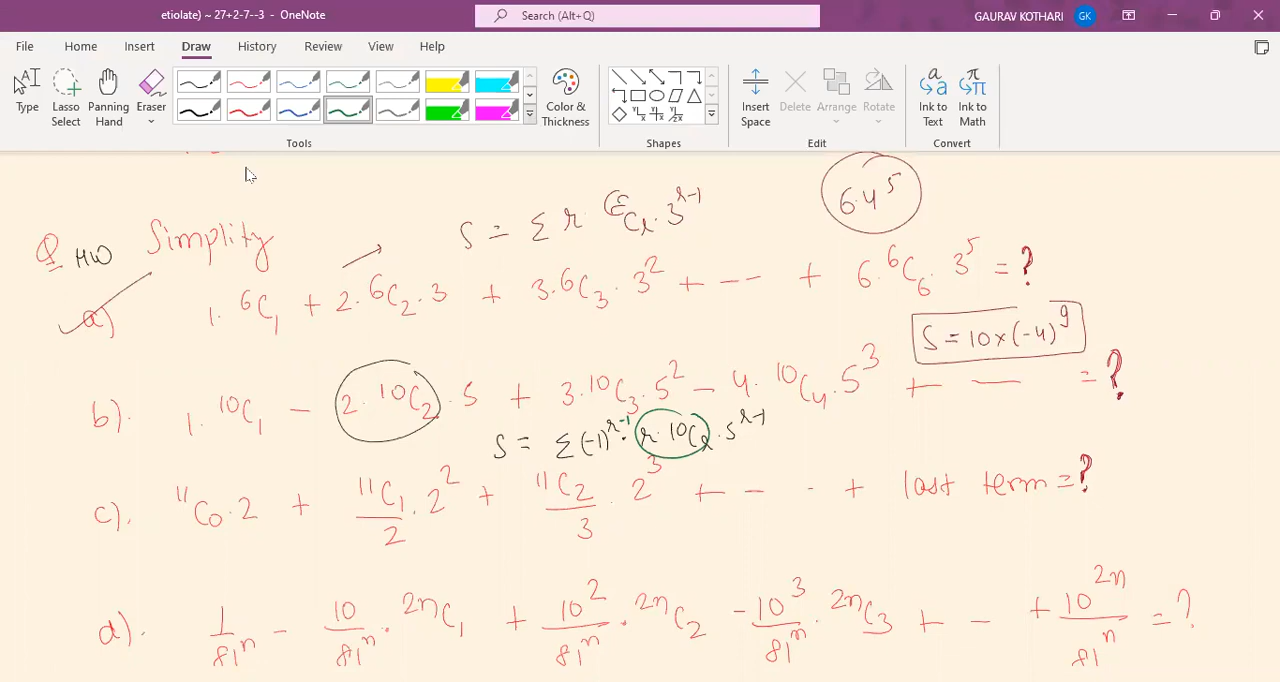 etiolate) ~ 27+2-7--3 - OneNote
Search (Alt+Q)
GAURAV KOTHARI
GK
File Home Insert Draw History Review View Help
Type
Lasso Select
Panning Hand
Eraser
Color & Thickness
Insert Space
Delete
Arrange
Rotate
Ink to Text
Ink to Math
Tools
Shapes
Edit
Convert
6·4^5
Q HW Simplify
S = Σ r · ⁶Cr · 3^(r-1)
a) 1·⁶C₁ + 2·⁶C₂·3 + 3·⁶C₃·3² + --- + 6·⁶C₆·3⁵ = ?
S = 10×(-4)^9
b). 1·¹⁰C₁ - 2·¹⁰C₂·5 + 3·¹⁰C₃·5² - 4·¹⁰C₄·5³ + — = ?
S = Σ(-1)^(r-1) · r·¹⁰Cr · 5^(r-1)
c). ¹¹C₀·2 + ¹¹C₁/2·2² + ¹¹C₂/3·2³ + - - · + last term = ?
d). 1/81ⁿ - 10/81ⁿ·²ⁿC₁ + 10²/81ⁿ·²ⁿC₂ - 10³/81ⁿ·²ⁿC₃ + - + 10²ⁿ/81ⁿ = ?